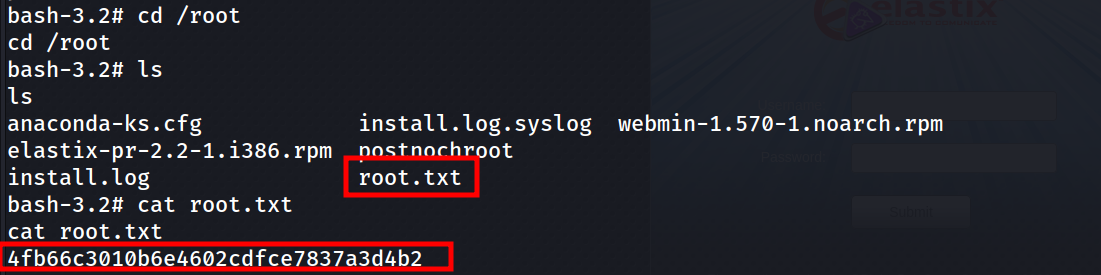 bash-3.2# cd /root
elastix
cd /root
bash-3.2# ls
ls
anaconda-ks.cfg install.log.syslog webmin-1.570-1.noarch.rpm
elastix-pr-2.2-1.i386.rpm postnochroot
Password:
install.log root.txt
bash-3.2# cat root.txt
Submit
cat root.txt
4fb66c3010b6e4602cdfce7837a3d4b2